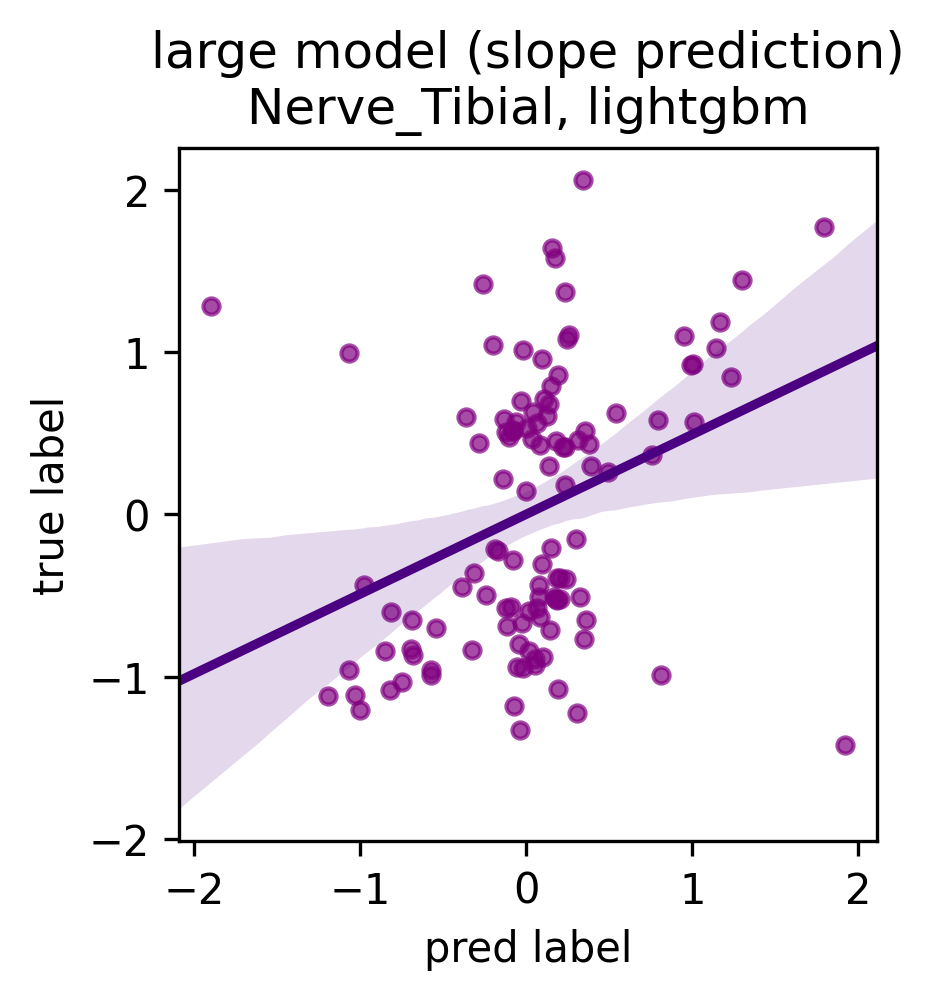 large model (slope prediction)
Nerve_Tibial, lightgbm
true label
2
1
0
−1
−2
−2
−1
0
1
2
pred label